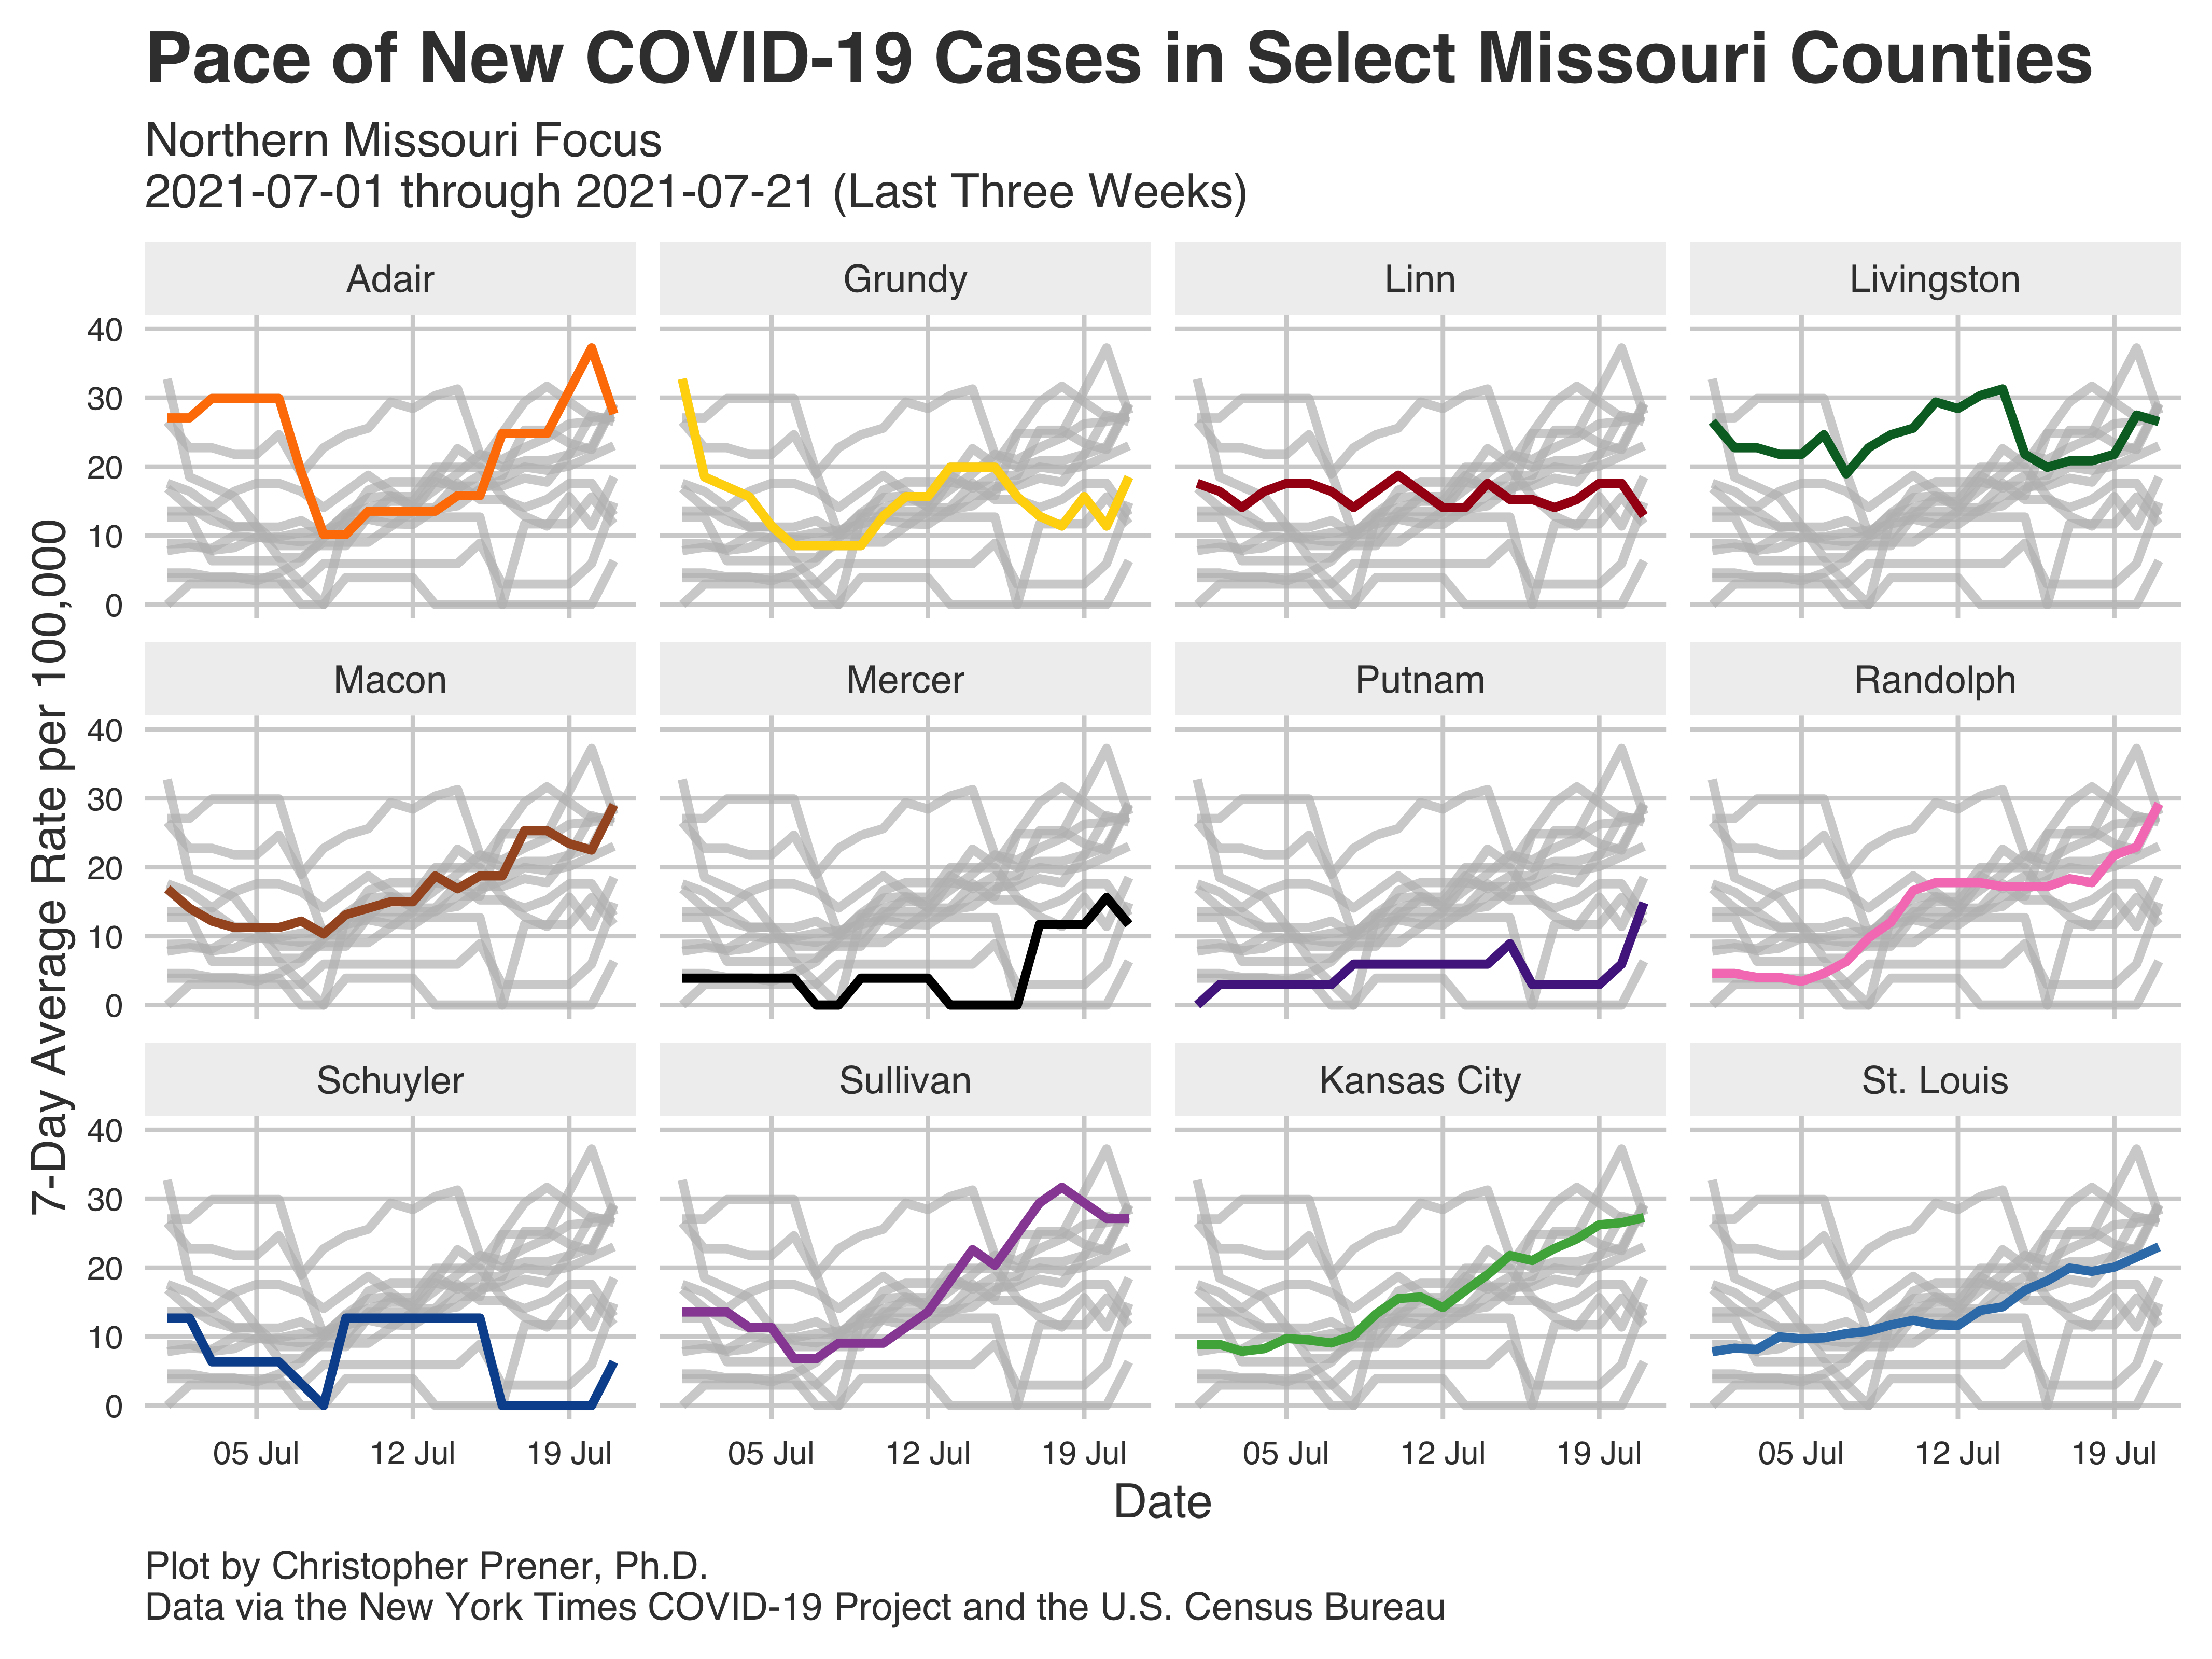 Pace of New COVID-19 Cases in Select Missouri Counties
Northern Missouri Focus
2021-07-01 through 2021-07-21 (Last Three Weeks)
7-Day Average Rate per 100,000
Adair
Grundy
Linn
Livingston
40
30
20
10
0
Macon
Mercer
Putnam
Randolph
40
30
20
10
0
Schuyler
Sullivan
Kansas City
St. Louis
40
30
20
10
0
05 Jul 12 Jul 19 Jul
05 Jul 12 Jul 19 Jul
05 Jul 12 Jul 19 Jul
05 Jul 12 Jul 19 Jul
Date
Plot by Christopher Prener, Ph.D.
Data via the New York Times COVID-19 Project and the U.S. Census Bureau